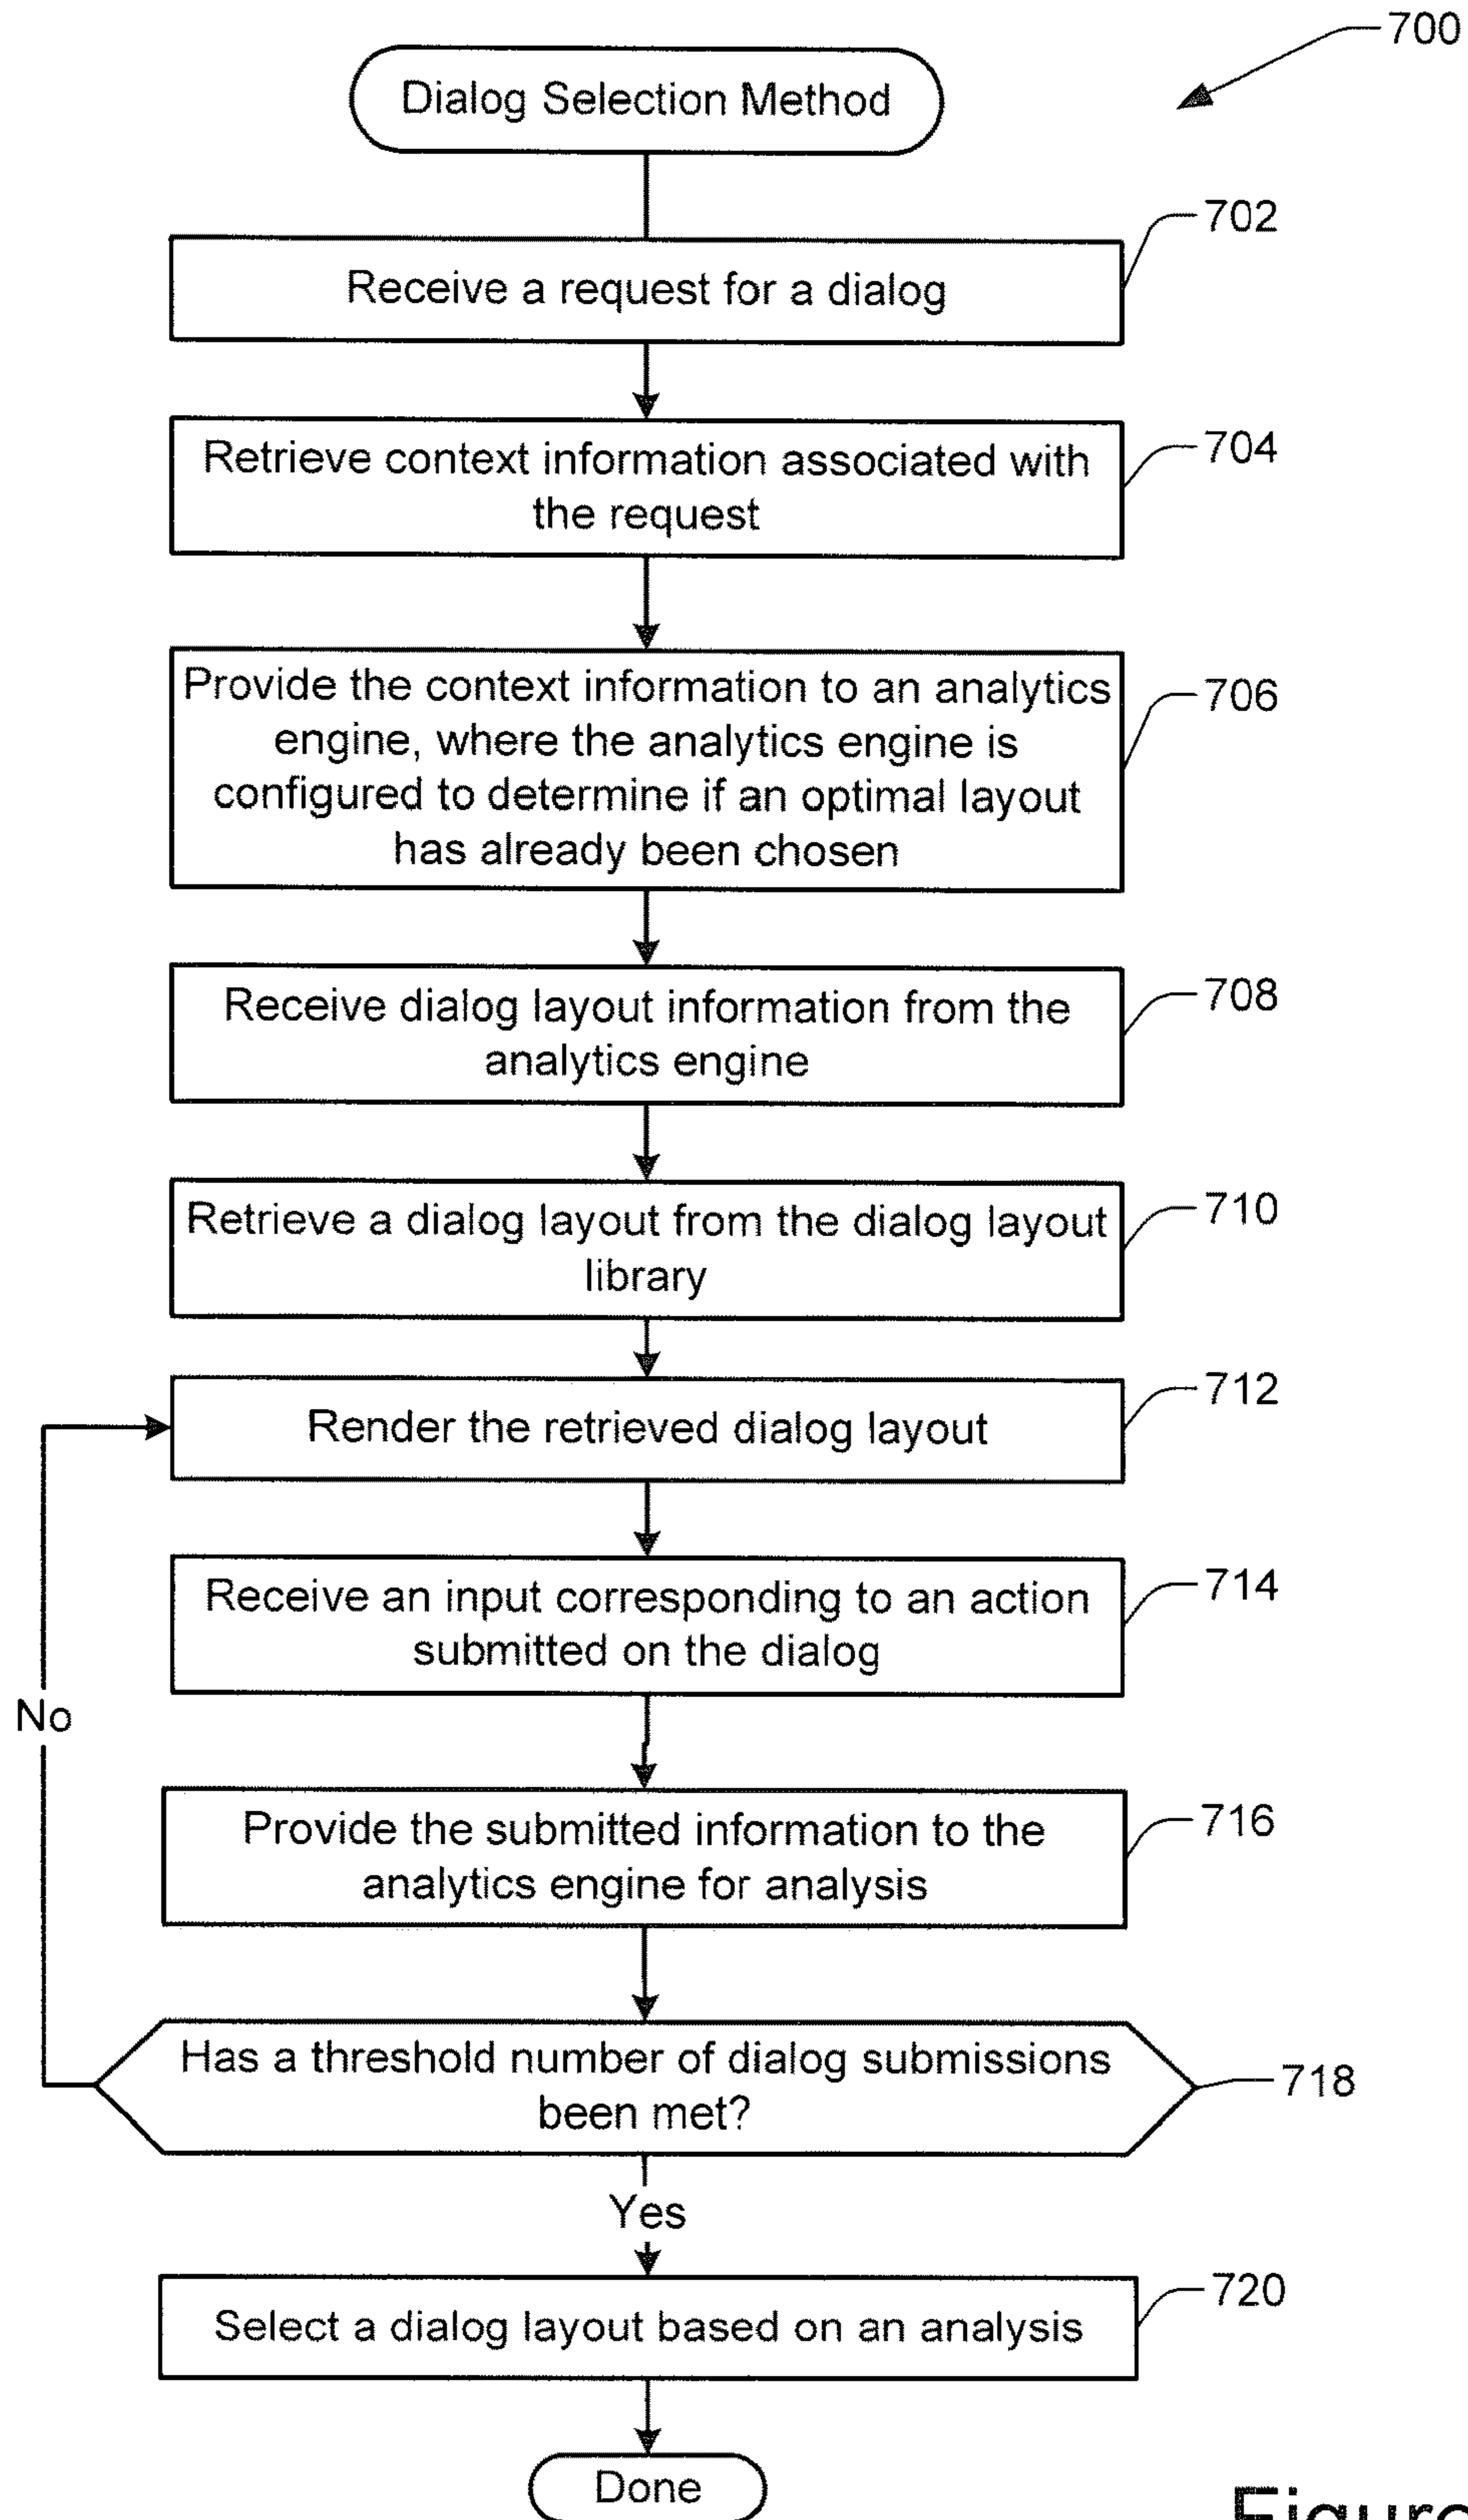 700
Dialog Selection Method
702
Receive a request for a dialog
704
Retrieve context information associated with
the request
706
Provide the context information to an analytics
engine, where the analytics engine is
configured to determine if an optimal layout
has already been chosen
708
Receive dialog layout information from the
analytics engine
710
Retrieve a dialog layout from the dialog layout
library
712
Render the retrieved dialog layout
714
Receive an input corresponding to an action
submitted on the dialog
No
716
Provide the submitted information to the
analytics engine for analysis
718
Has a threshold number of dialog submissions
been met?
Yes
720
Select a dialog layout based on an analysis
Done